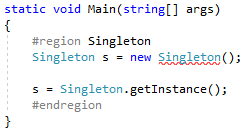 static void Main(string[] args)
{
#region Singleton
Singleton s = new Singleton();
s = Singleton.getInstance();
#endregion
}